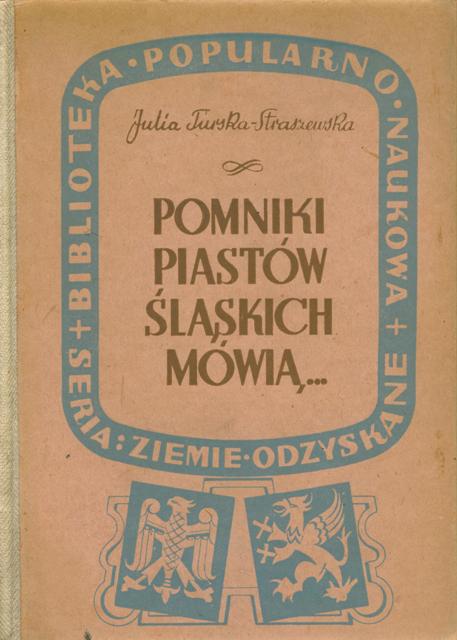 BIBLIOTEKA · POPULARNO · NAUKOWA
SERIA: ZIEMIE · ODZYSKANE
Julia Turska-Straszewska
POMNIKI
PIASTÓW
ŚLĄSKICH
MÓWIĄ...